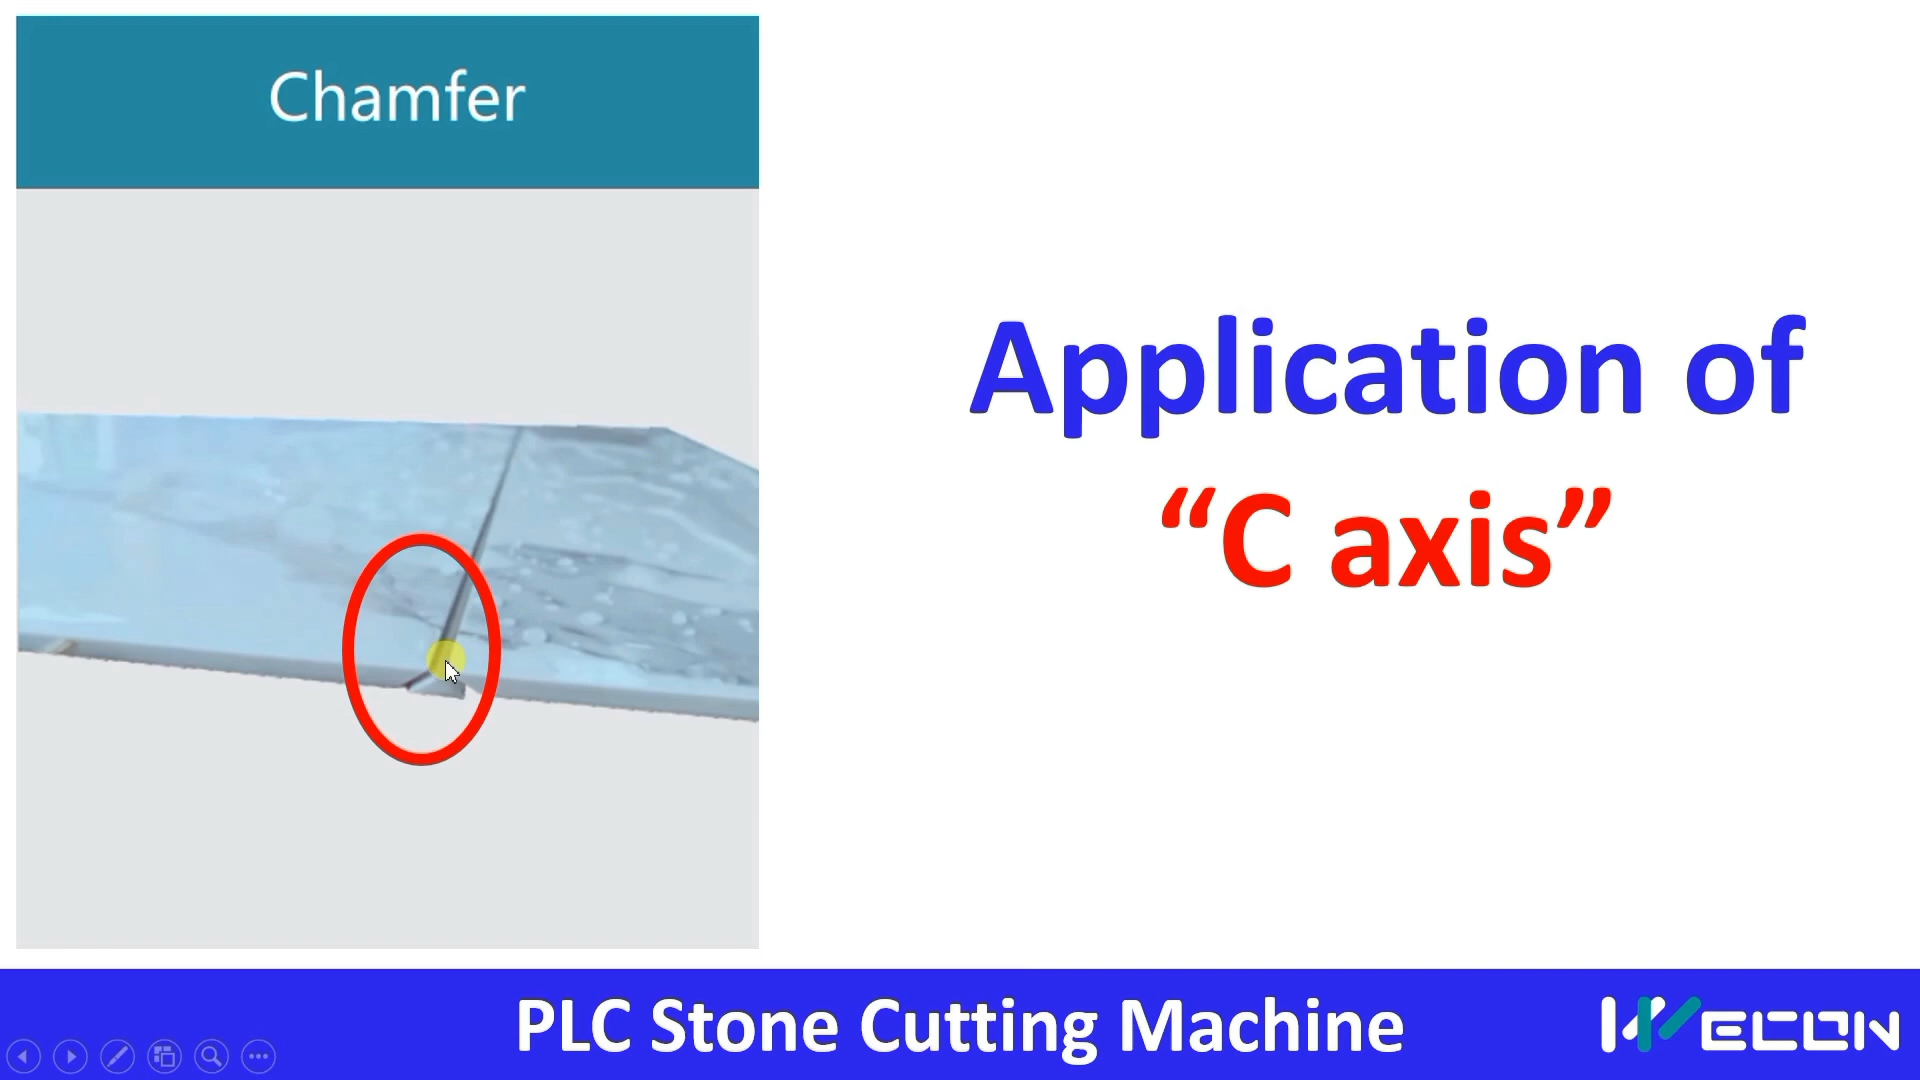 Chamfer
Application of
“C axis”
PLC Stone Cutting Machine
WECON